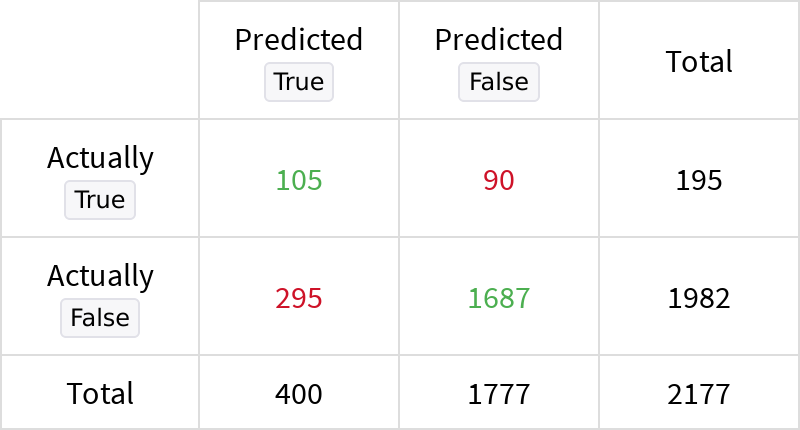 Predicted
True
Predicted
False
Total
Actually
True
105
90
195
Actually
False
295
1687
1982
Total
400
1777
2177